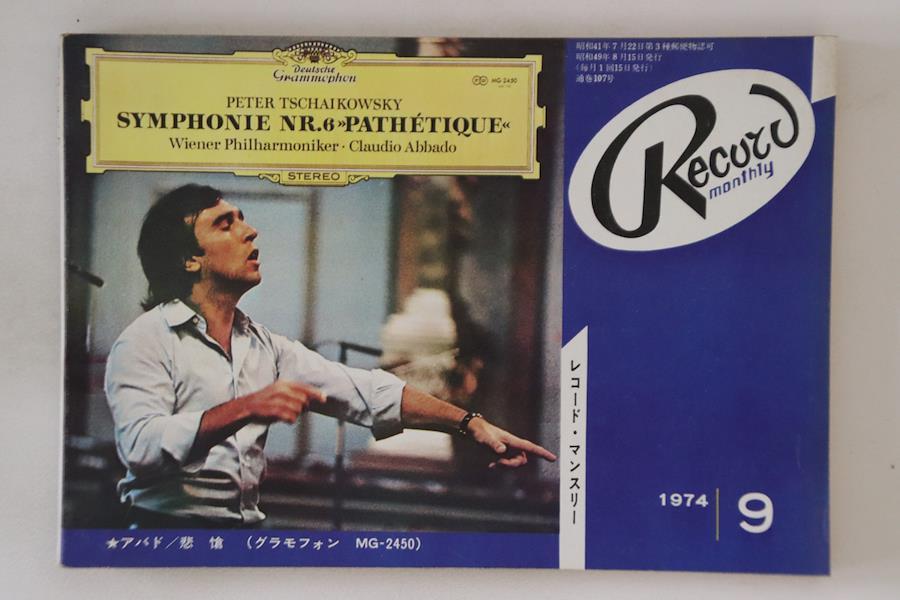 Deutsche
Grammophon
MG 2450
PETER TSCHAIKOWSKY
SYMPHONIE NR.6»PATHÉTIQUE«
Wiener Philharmoniker · Claudio Abbado
STEREO
昭和41年7月22日第3種郵便物認可
昭和49年8月15日発行
(毎月1回15日発行)
通巻107号
Record
monthly
レコード・マンスリー
1974 9
★アバド/悲愴 (グラモフォン MG-2450)